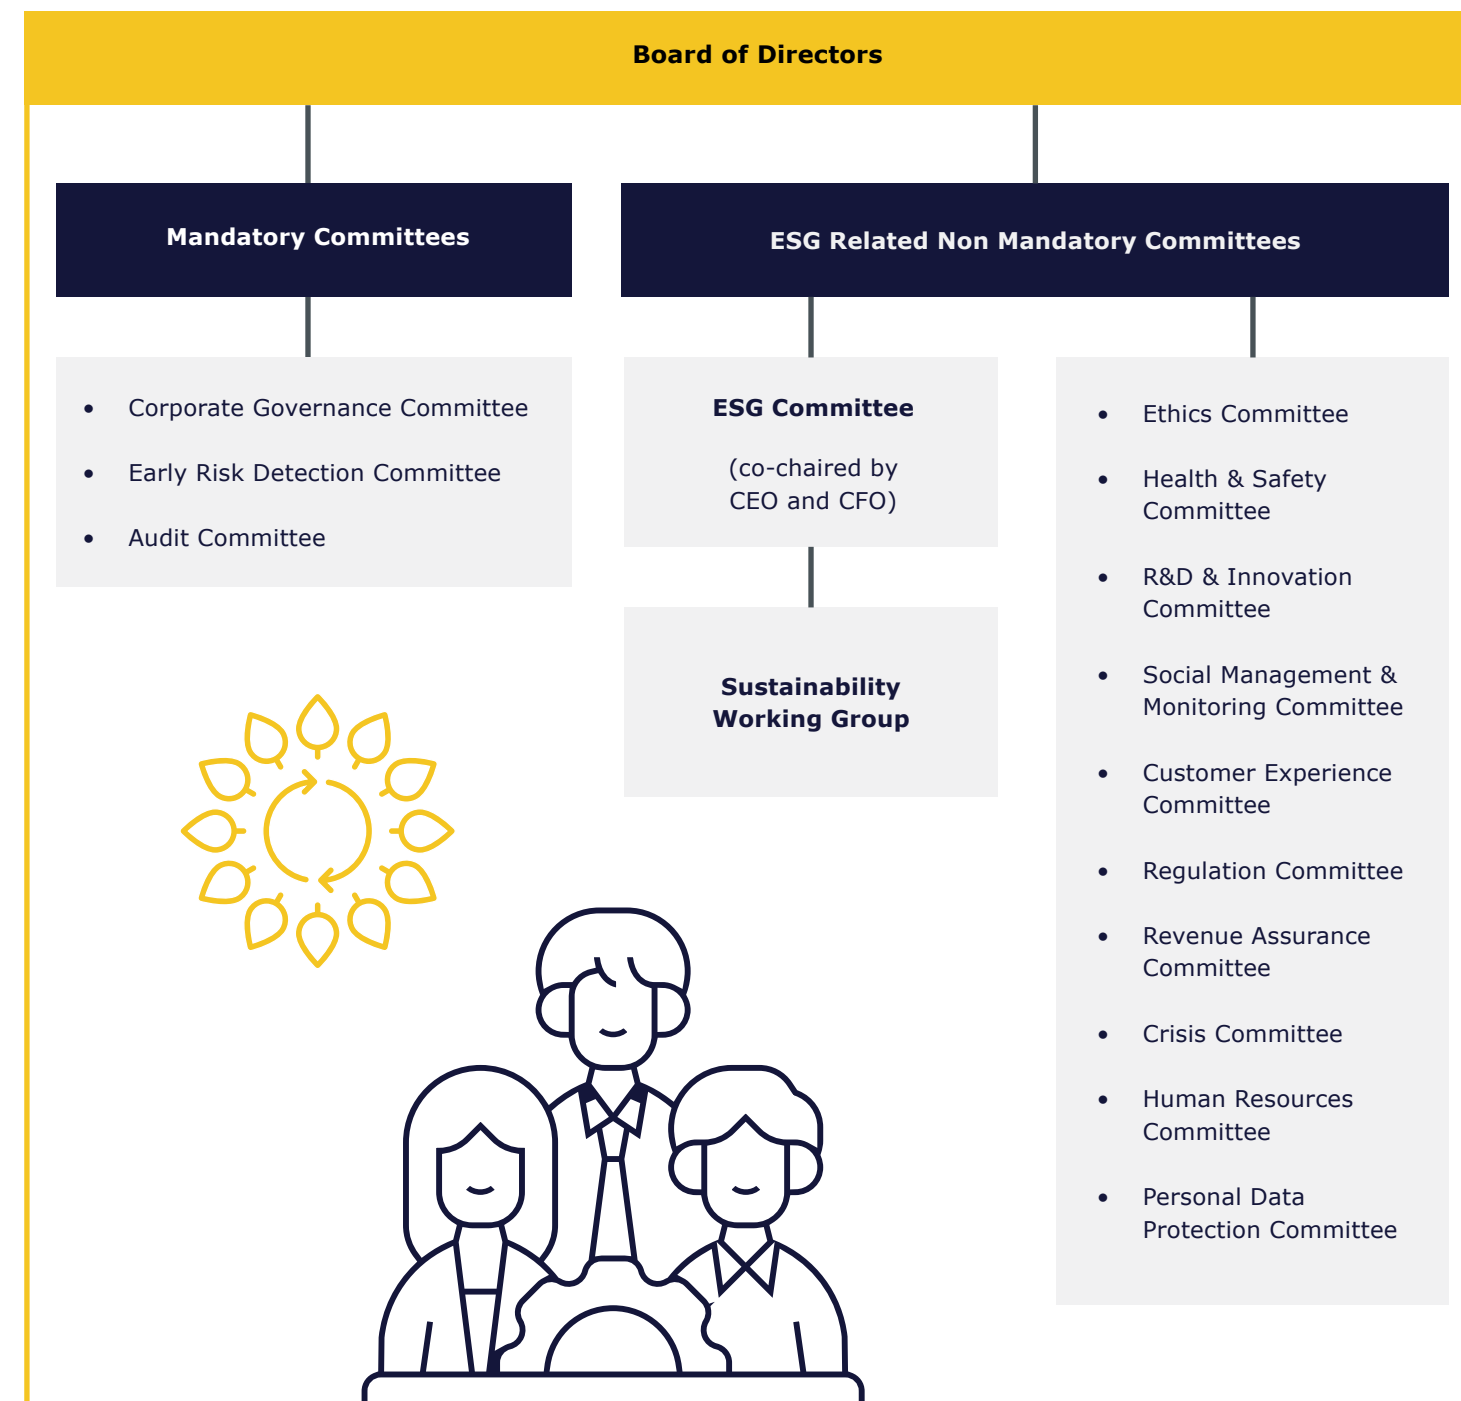 Board of Directors
Mandatory Committees
ESG Related Non Mandatory Committees
• Corporate Governance Committee
• Early Risk Detection Committee
• Audit Committee
ESG Committee
(co-chaired by
CEO and CFO)
Sustainability
Working Group
• Ethics Committee
• Health & Safety
Committee
• R&D & Innovation
Committee
• Social Management &
Monitoring Committee
• Customer Experience
Committee
• Regulation Committee
• Revenue Assurance
Committee
• Crisis Committee
• Human Resources
Committee
• Personal Data
Protection Committee